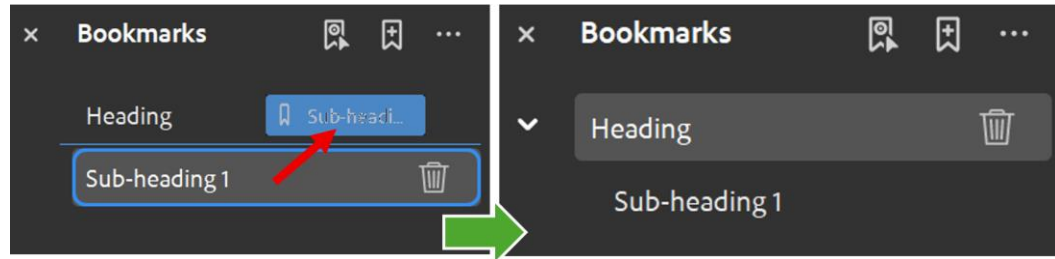 × Bookmarks ...
Heading Sub-headi...
Sub-heading 1
× Bookmarks ...
Heading
Sub-heading 1